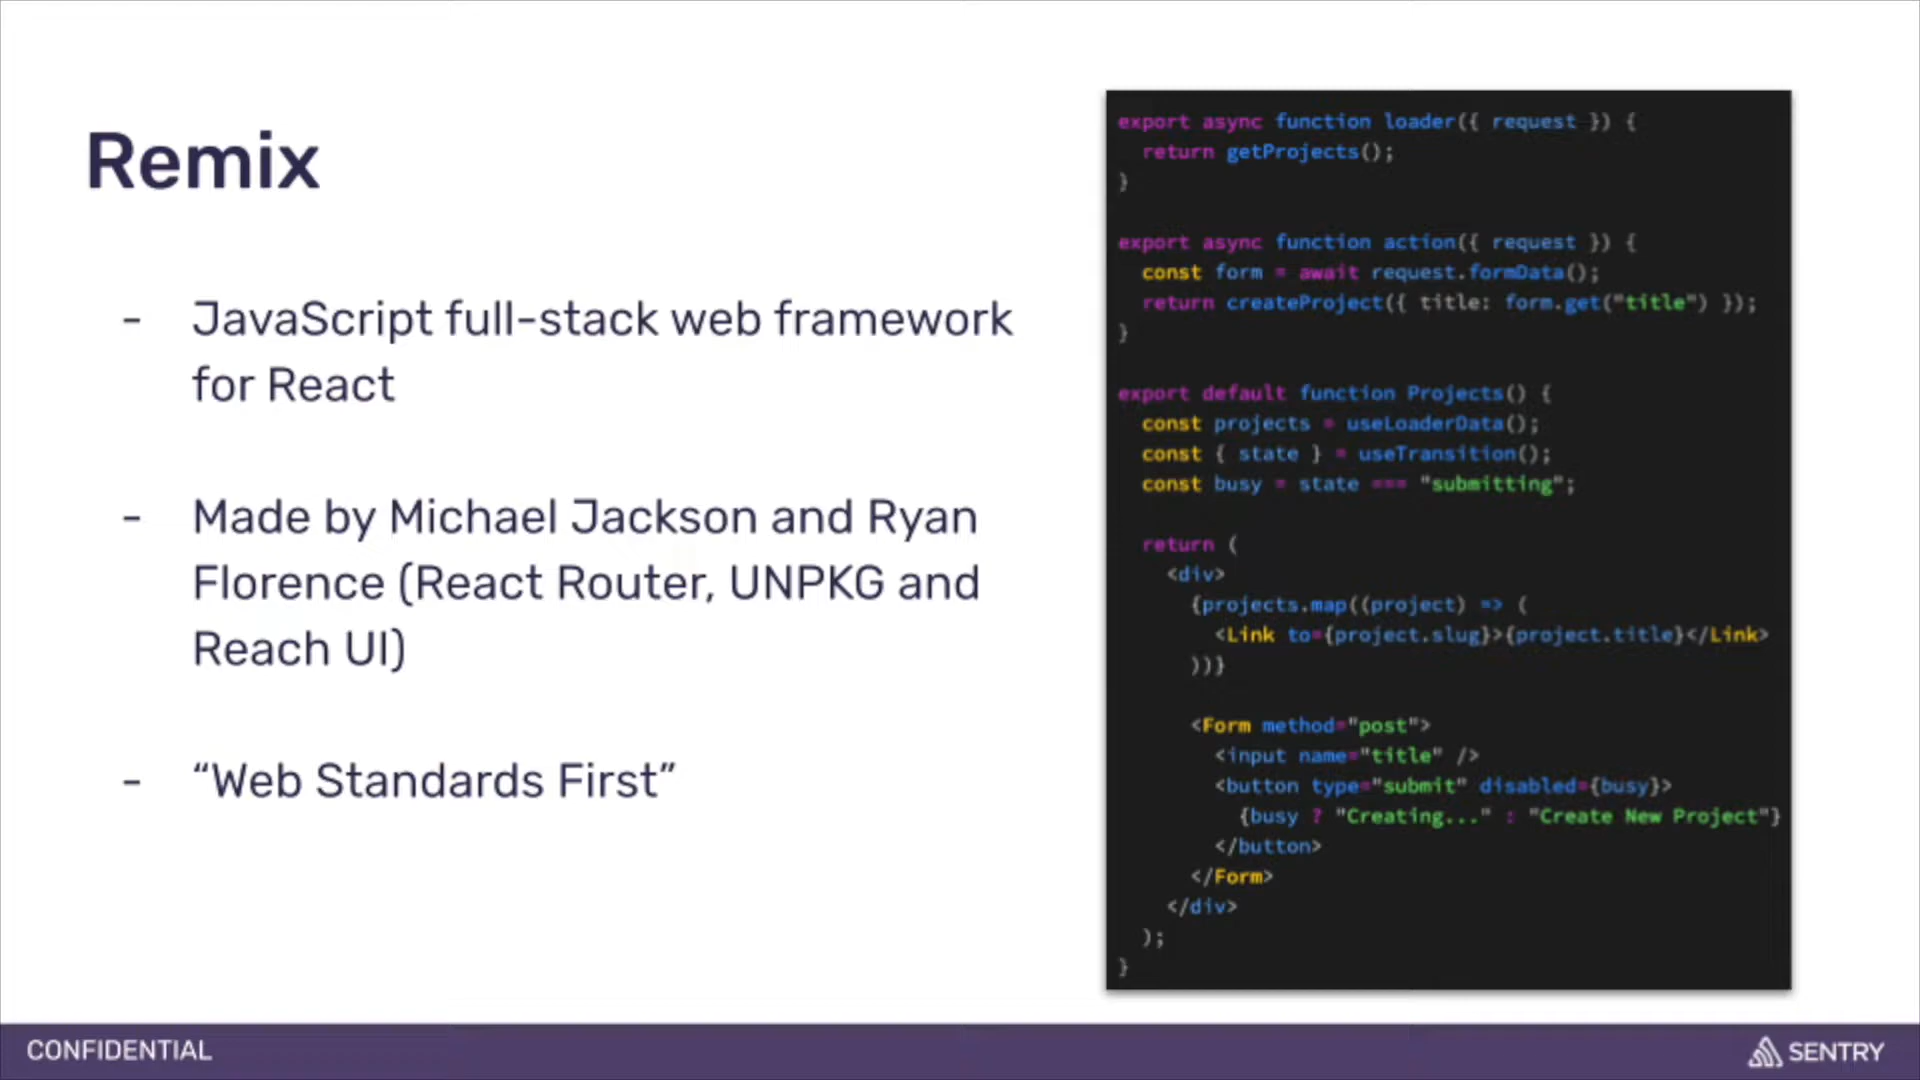 Remix
- JavaScript full-stack web framework
for React
- Made by Michael Jackson and Ryan
Florence (React Router, UNPKG and
Reach UI)
- “Web Standards First”
export async function loader({ request }) {
  return getProjects();
}
export async function action({ request }) {
  const form = await request.formData();
  return createProject({ title: form.get("title") });
}
export default function Projects() {
  const projects = useLoaderData();
  const { state } = useTransition();
  const busy = state === "submitting";
  return (
    <div>
      {projects.map((project) => (
        <Link to={project.slug}>{project.title}</Link>
      ))}
      <Form method="post">
        <input name="title" />
        <button type="submit" disabled={busy}>
          {busy ? "Creating..." : "Create New Project"}
        </button>
      </Form>
    </div>
  );
}
CONFIDENTIAL
SENTRY